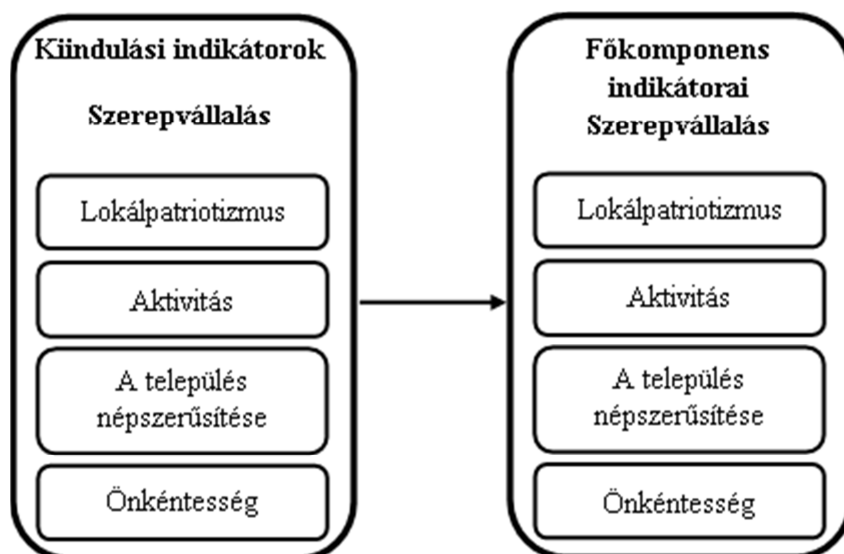 Kiindulási indikátorok
Szerepvállalás
Lokálpatriotizmus
Aktivitás
A település
népszerűsítése
Önkéntesség
Főkomponens
indikátorai
Szerepvállalás
Lokálpatriotizmus
Aktivitás
A település
népszerűsítése
Önkéntesség